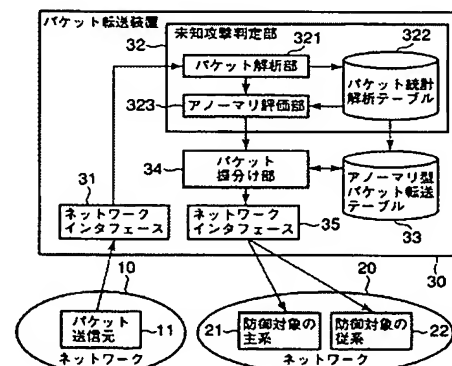 パケット転送装置
未知攻撃判定部
32
321
322
パケット解析部
パケット統計
解析テーブル
323
アノーマリ評価部
34
パケット
振分け部
アノーマリ型
パケット転送
テーブル
31
ネットワーク
インタフェース
ネットワーク
インタフェース
35
33
30
10
20
パケット
送信元
11
21
防御対象の
主系
防御対象の
従系
22
ネットワーク
ネットワーク